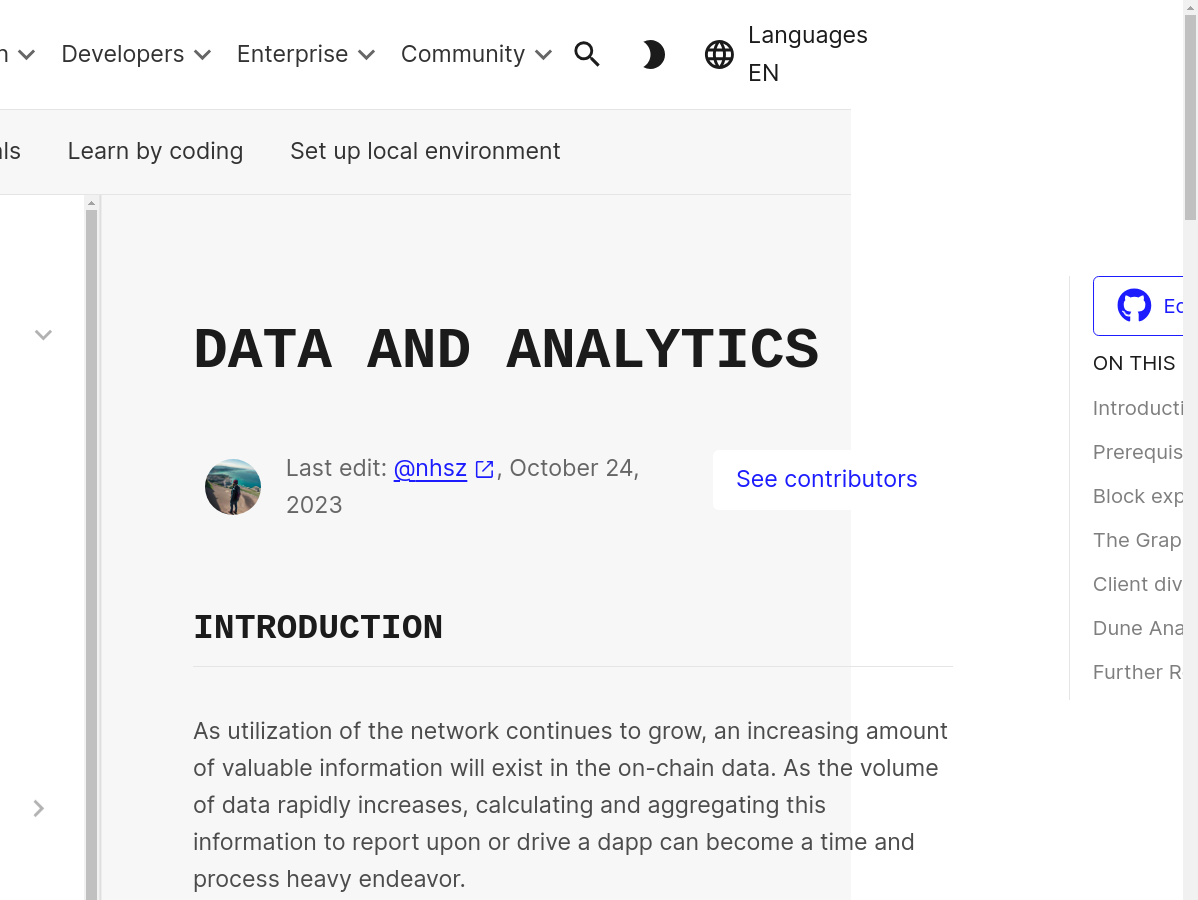 Developers
Enterprise
Community
Languages
EN
Learn by coding
Set up local environment
DATA AND ANALYTICS
Last edit: @nhsz, October 24,
2023
See contributors
ON THIS
INTRODUCTION
As utilization of the network continues to grow, an increasing amount
of valuable information will exist in the on-chain data. As the volume
of data rapidly increases, calculating and aggregating this
information to report upon or drive a dapp can become a time and
process heavy endeavor.
Introducti
Prerequis
Block exp
The Grap
Client div
Dune Ana
Further R